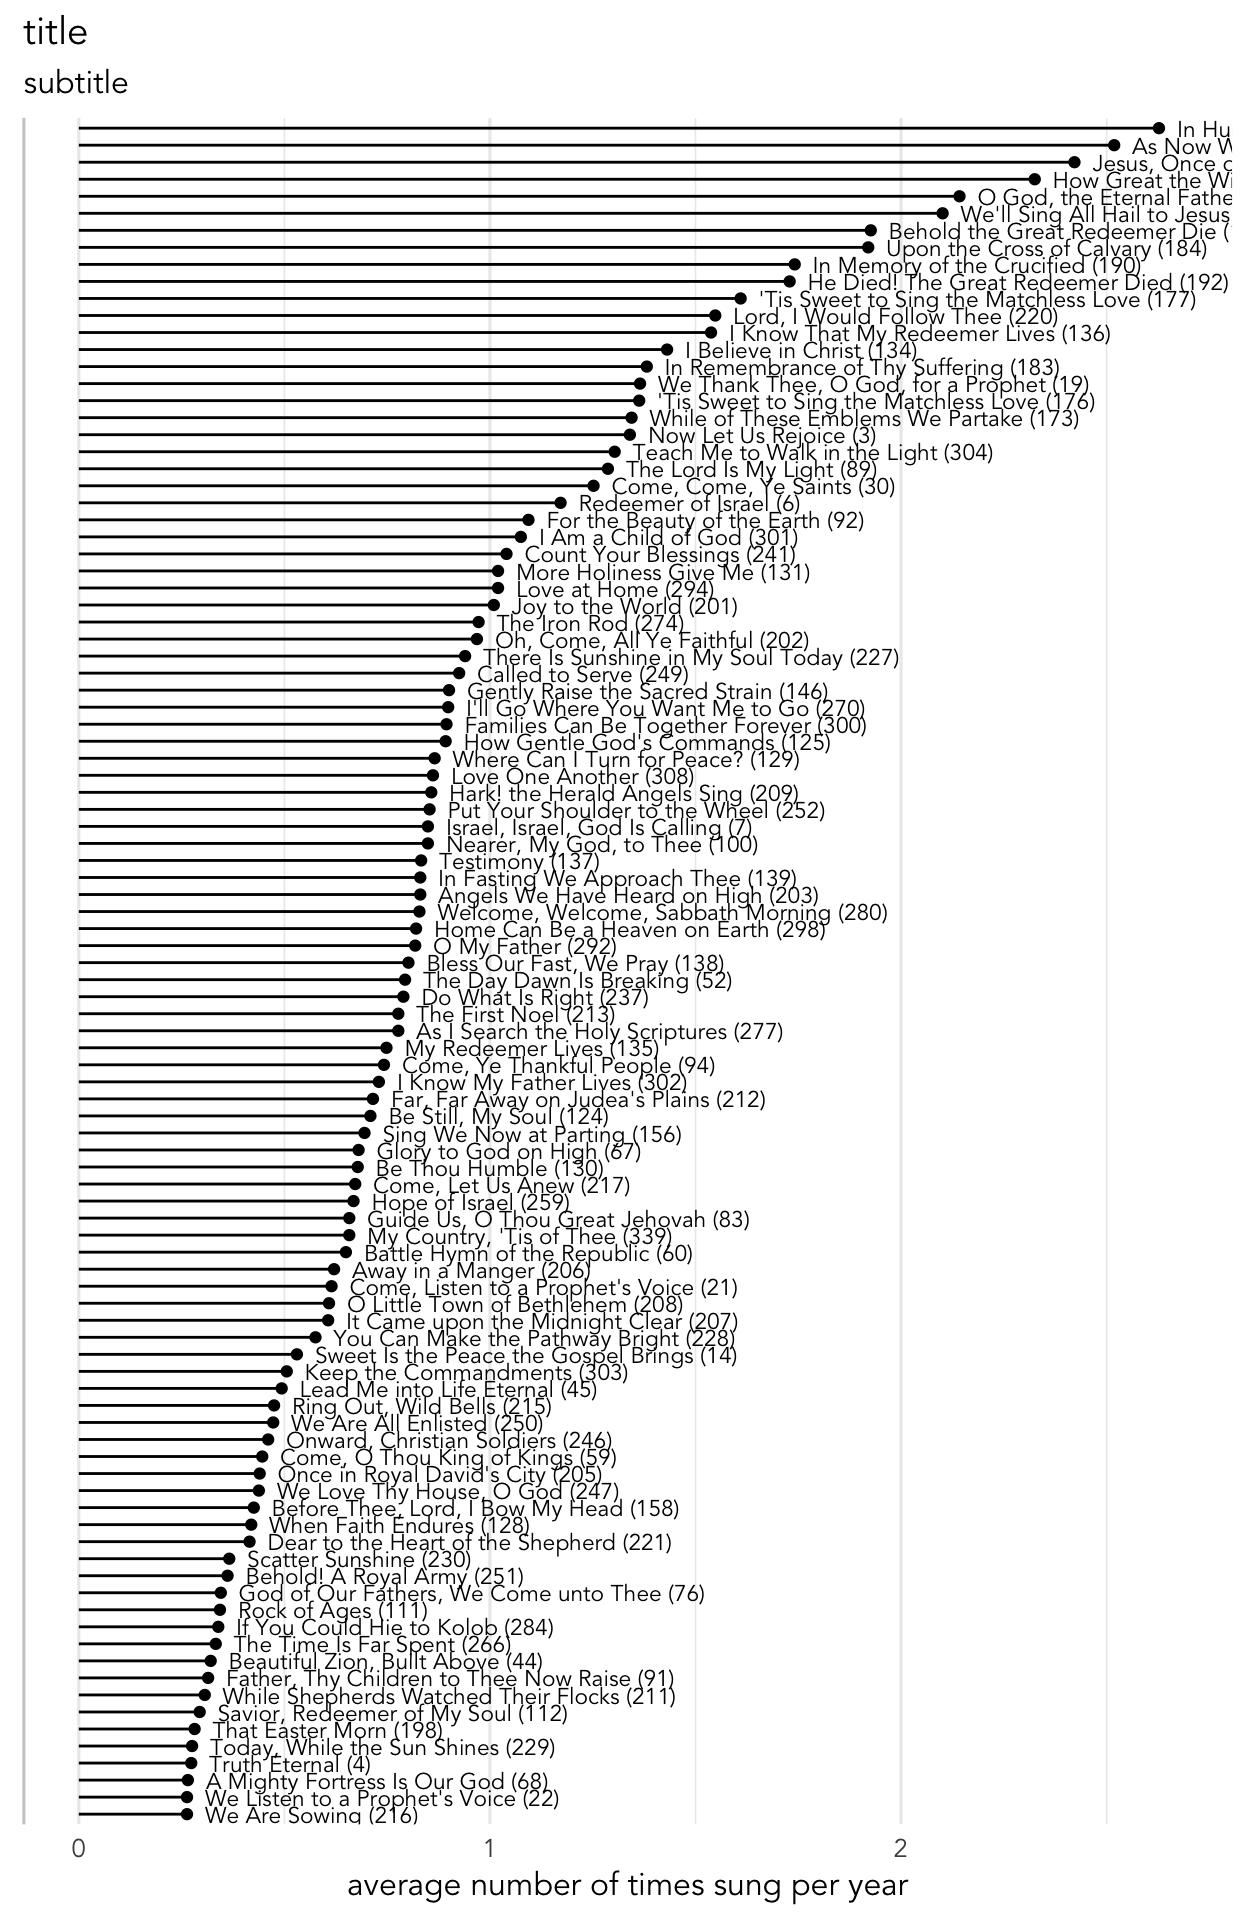 title
subtitle
In Hu
As Now W
Jesus, Once o
How Great the Wi
O God, the Eternal Fathe
We'll Sing All Hail to Jesus
Behold the Great Redeemer Die (
Upon the Cross of Calvary (184)
In Memory of the Crucified (190)
He Died! The Great Redeemer Died (192)
'Tis Sweet to Sing the Matchless Love (177)
Lord, I Would Follow Thee (220)
I Know That My Redeemer Lives (136)
I Believe in Christ (134)
In Remembrance of Thy Suffering (183)
We Thank Thee, O God, for a Prophet (19)
'Tis Sweet to Sing the Matchless Love (176)
While of These Emblems We Partake (173)
Now Let Us Rejoice (3)
Teach Me to Walk in the Light (304)
The Lord Is My Light (89)
Come, Come, Ye Saints (30)
Redeemer of Israel (6)
For the Beauty of the Earth (92)
I Am a Child of God (301)
Count Your Blessings (241)
More Holiness Give Me (131)
Love at Home (294)
Joy to the World (201)
The Iron Rod (274)
Oh, Come, All Ye Faithful (202)
There Is Sunshine in My Soul Today (227)
Called to Serve (249)
Gently Raise the Sacred Strain (146)
I'll Go Where You Want Me to Go (270)
Families Can Be Together Forever (300)
How Gentle God's Commands (125)
Where Can I Turn for Peace? (129)
Love One Another (308)
Hark! the Herald Angels Sing (209)
Put Your Shoulder to the Wheel (252)
Israel, Israel, God Is Calling (7)
Nearer, My God, to Thee (100)
Testimony (137)
In Fasting We Approach Thee (139)
Angels We Have Heard on High (203)
Welcome, Welcome, Sabbath Morning (280)
Home Can Be a Heaven on Earth (298)
O My Father (292)
Bless Our Fast, We Pray (138)
The Day Dawn Is Breaking (52)
Do What Is Right (237)
The First Noel (213)
As I Search the Holy Scriptures (277)
My Redeemer Lives (135)
Come, Ye Thankful People (94)
I Know My Father Lives (302)
Far, Far Away on Judea's Plains (212)
Be Still, My Soul (124)
Sing We Now at Parting (156)
Glory to God on High (67)
Be Thou Humble (130)
Come, Let Us Anew (217)
Hope of Israel (259)
Guide Us, O Thou Great Jehovah (83)
My Country, 'Tis of Thee (339)
Battle Hymn of the Republic (60)
Away in a Manger (206)
Come, Listen to a Prophet's Voice (21)
O Little Town of Bethlehem (208)
It Came upon the Midnight Clear (207)
You Can Make the Pathway Bright (228)
Sweet Is the Peace the Gospel Brings (14)
Keep the Commandments (303)
Lead Me into Life Eternal (45)
Ring Out, Wild Bells (215)
We Are All Enlisted (250)
Onward, Christian Soldiers (246)
Come, O Thou King of Kings (59)
Once in Royal David's City (205)
We Love Thy House, O God (247)
Before Thee, Lord, I Bow My Head (158)
When Faith Endures (128)
Dear to the Heart of the Shepherd (221)
Scatter Sunshine (230)
Behold! A Royal Army (251)
God of Our Fathers, We Come unto Thee (76)
Rock of Ages (111)
If You Could Hie to Kolob (284)
The Time Is Far Spent (266)
Beautiful Zion, Built Above (44)
Father, Thy Children to Thee Now Raise (91)
While Shepherds Watched Their Flocks (211)
Savior, Redeemer of My Soul (112)
That Easter Morn (198)
Today, While the Sun Shines (229)
Truth Eternal (4)
A Mighty Fortress Is Our God (68)
We Listen to a Prophet's Voice (22)
We Are Sowing (216)
0 1 2
average number of times sung per year